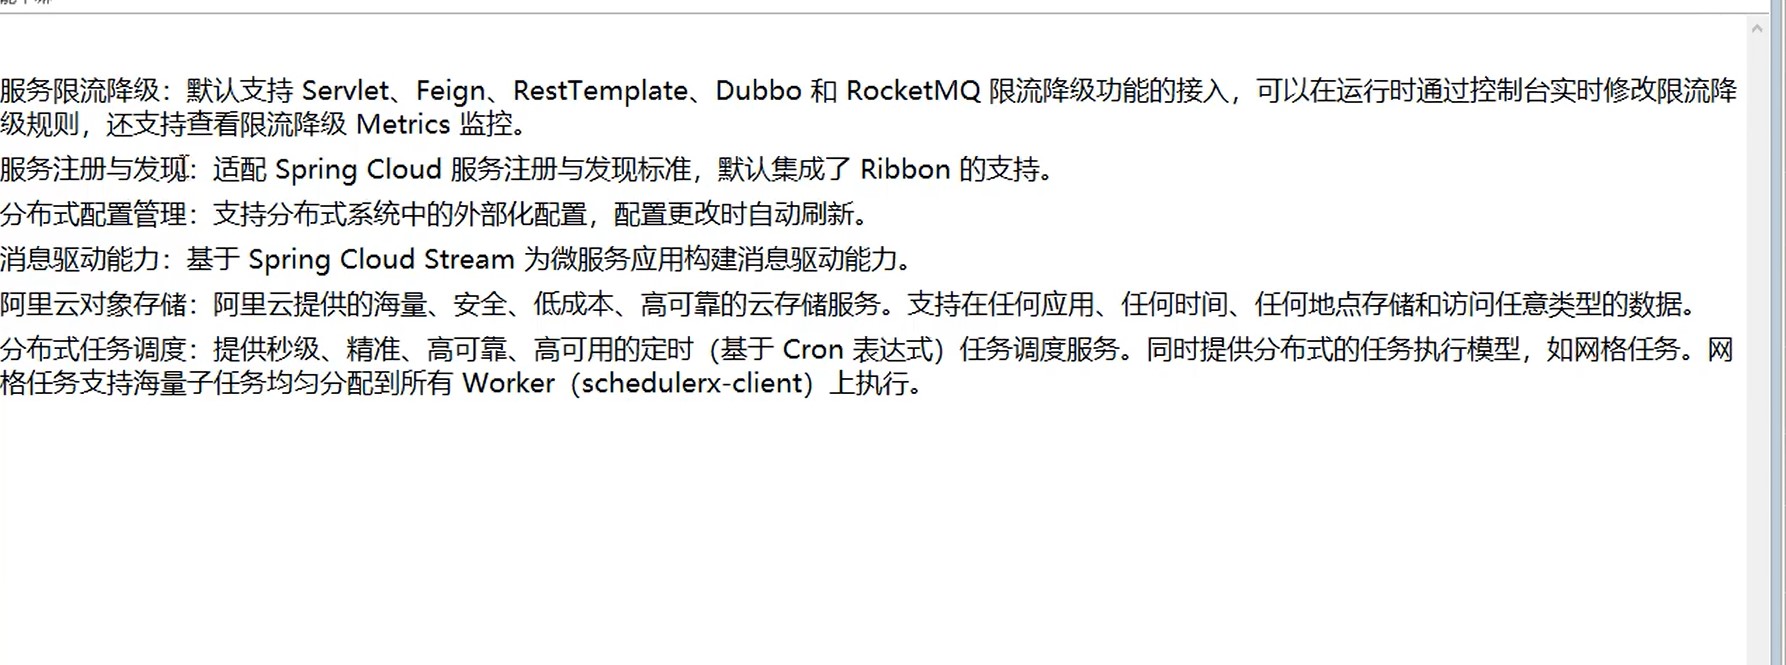 服务限流降级：默认支持 Servlet、Feign、RestTemplate、Dubbo 和 RocketMQ 限流降级功能的接入，可以在运行时通过控制台实时修改限流降
级规则，还支持查看限流降级 Metrics 监控。
服务注册与发现：适配 Spring Cloud 服务注册与发现标准，默认集成了 Ribbon 的支持。
分布式配置管理：支持分布式系统中的外部化配置，配置更改时自动刷新。
消息驱动能力：基于 Spring Cloud Stream 为微服务应用构建消息驱动能力。
阿里云对象存储：阿里云提供的海量、安全、低成本、高可靠的云存储服务。支持在任何应用、任何时间、任何地点存储和访问任意类型的数据。
分布式任务调度：提供秒级、精准、高可靠、高可用的定时（基于 Cron 表达式）任务调度服务。同时提供分布式的任务执行模型，如网格任务。网
格任务支持海量子任务均匀分配到所有 Worker（schedulerx-client）上执行。